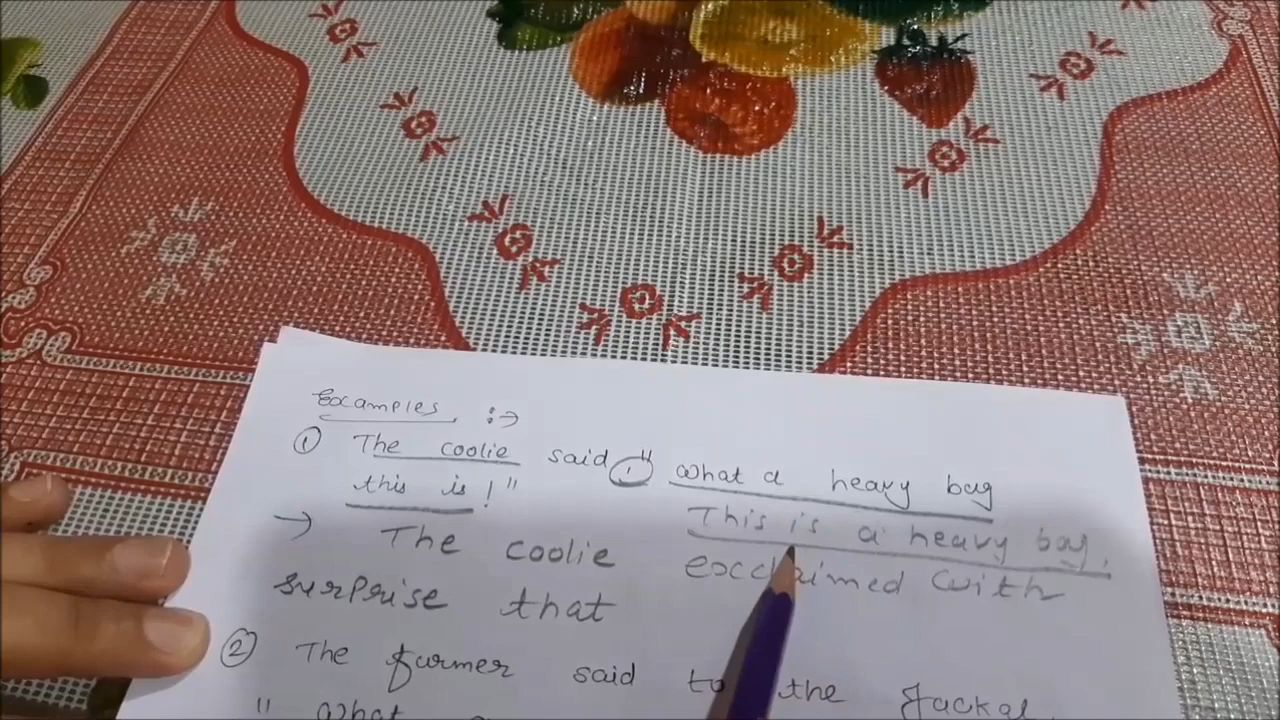 Examples :→
① The coolie said, " what a heavy bag
this is ! "
This is a heavy bag.
→ The coolie exclaimed with
surprise that
② The farmer said to the Jackal,
" What